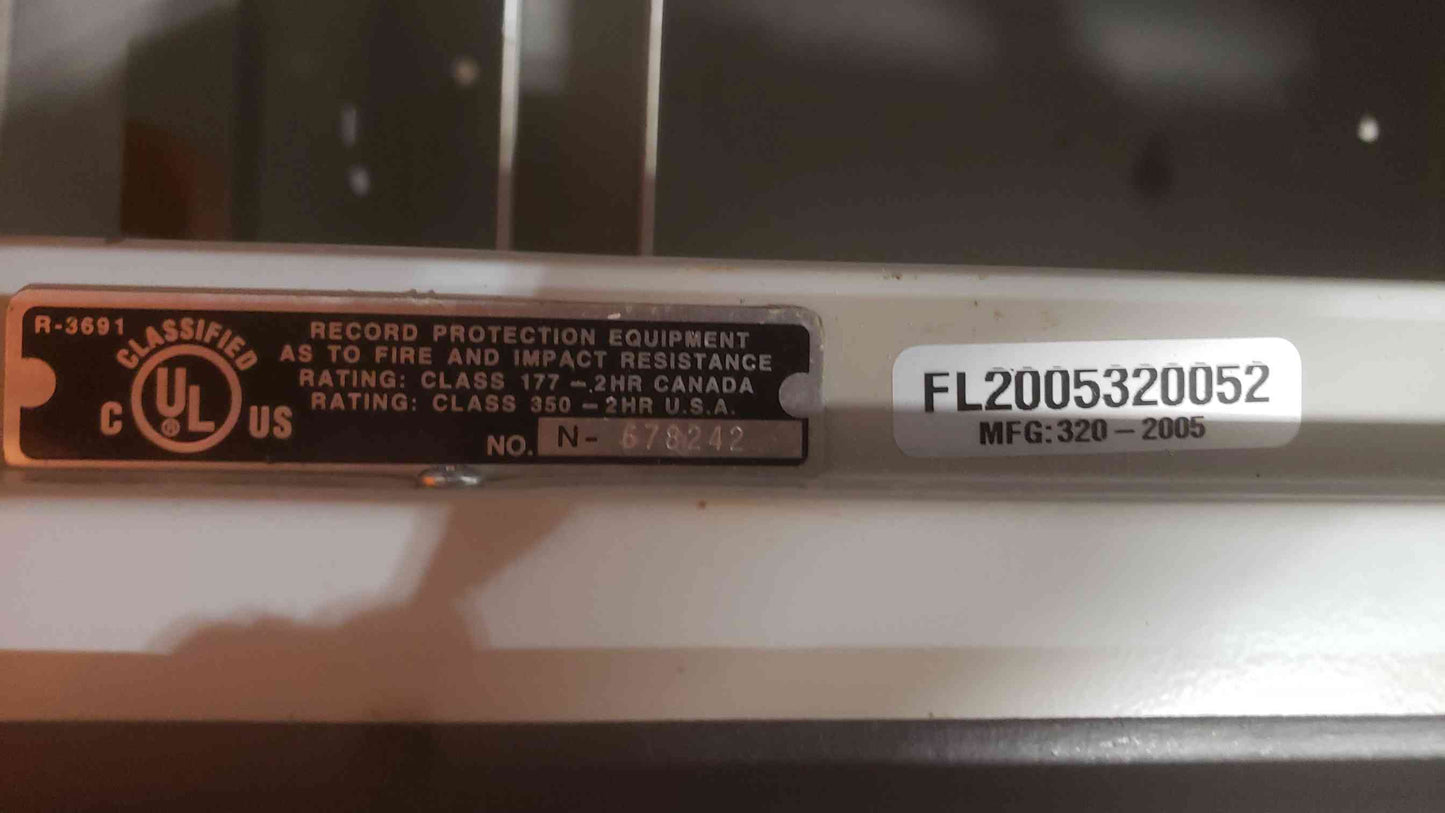 R-3691
CLASSIFIED
C UL ® US
RECORD PROTECTION EQUIPMENT
AS TO FIRE AND IMPACT RESISTANCE
RATING: CLASS 177 - 2HR CANADA
RATING: CLASS 350 - 2HR U.S.A.
NO. N- 678242
FL2005320052
MFG: 320 - 2005